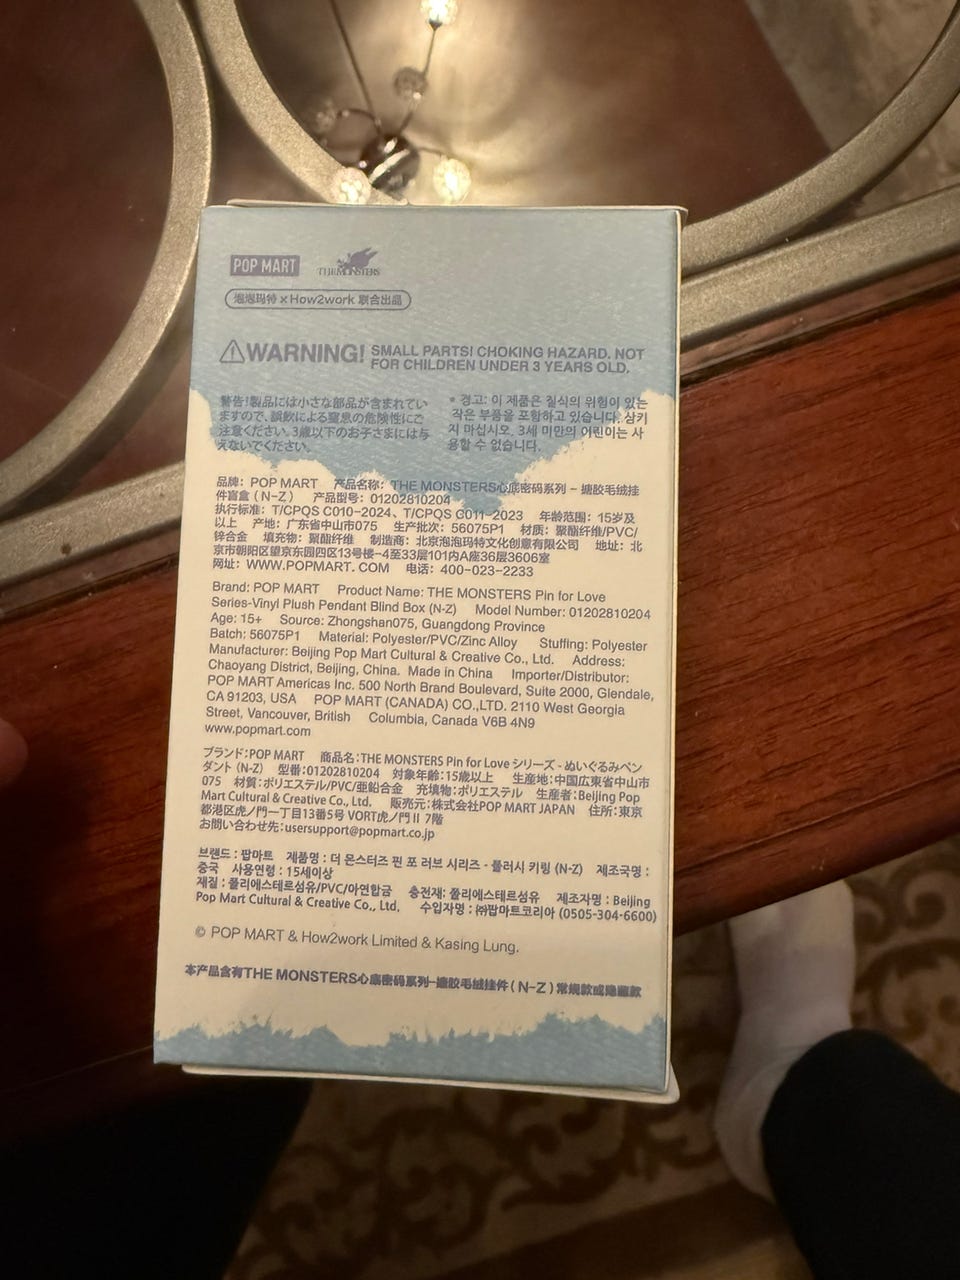 POP MART THE MONSTERS
泡泡玛特 x How2work 联合出品
WARNING! SMALL PARTS! CHOKING HAZARD. NOT
FOR CHILDREN UNDER 3 YEARS OLD.
警告!製品には小さな部品が含まれてい
ますので、誤飲による窒息の危険性にご
注意ください。3歳以下のお子さまには与
えないでください。
* 경고: 이 제품은 질식의 위험이 있는
작은 부품을 포함하고 있습니다. 삼키
지 마십시오. 3세 미만의 어린이는 사
용할 수 없습니다.
品牌：POP MART 产品名称：THE MONSTERS心底密码系列－搪胶毛绒挂
件盲盒（N-Z） 产品型号：01202810204
执行标准：T/CPQS C010-2024、T/CPQS C011-2023 年龄范围：15岁及
以上 产地：广东省中山市075 生产批次：56075P1 材质：聚酯纤维/PVC/
锌合金 填充物：聚酯纤维 制造商：北京泡泡玛特文化创意有限公司 地址：北
京市朝阳区望京东园四区13号楼-4至33层101内A座36层3606室
网址：WWW.POPMART.COM 电话：400-023-2233
Brand: POP MART Product Name: THE MONSTERS Pin for Love
Series-Vinyl Plush Pendant Blind Box (N-Z) Model Number: 01202810204
Age: 15+ Source: Zhongshan075, Guangdong Province
Batch: 56075P1 Material: Polyester/PVC/Zinc Alloy Stuffing: Polyester
Manufacturer: Beijing Pop Mart Cultural & Creative Co., Ltd. Address:
Chaoyang District, Beijing, China. Made in China Importer/Distributor:
POP MART Americas Inc. 500 North Brand Boulevard, Suite 2000, Glendale,
CA 91203, USA POP MART (CANADA) CO.,LTD. 2110 West Georgia
Street, Vancouver, British Columbia, Canada V6B 4N9
www.popmart.com
ブランド：POP MART 商品名：THE MONSTERS Pin for Love シリーズ - ぬいぐるみペン
ダント (N-Z) 型番：01202810204 対象年齢：15歳以上 生産地：中国広東省中山市
075 材質：ポリエステル/PVC/亜鉛合金 充填物：ポリエステル 生産者：Beijing Pop
Mart Cultural & Creative Co., Ltd. 販売元：株式会社POP MART JAPAN 住所：東京
都港区虎ノ門一丁目13番5号 VORT虎ノ門II 7階
お問い合わせ先：usersupport@popmart.co.jp
브랜드 : 팝마트 제품명 : 더 몬스터즈 핀 포 러브 시리즈 - 플러시 키링 (N-Z) 제조국명 :
중국 사용연령 : 15세이상
재질 : 폴리에스테르섬유/PVC/아연합금 충전재: 폴리에스테르섬유 제조자명 : Beijing
Pop Mart Cultural & Creative Co., Ltd. 수입자명 : ㈜팝마트코리아 (0505-304-6600)
© POP MART & How2work Limited & Kasing Lung.
本产品含有THE MONSTERS心底密码系列－搪胶毛绒挂件（N-Z）常规款或隐藏款